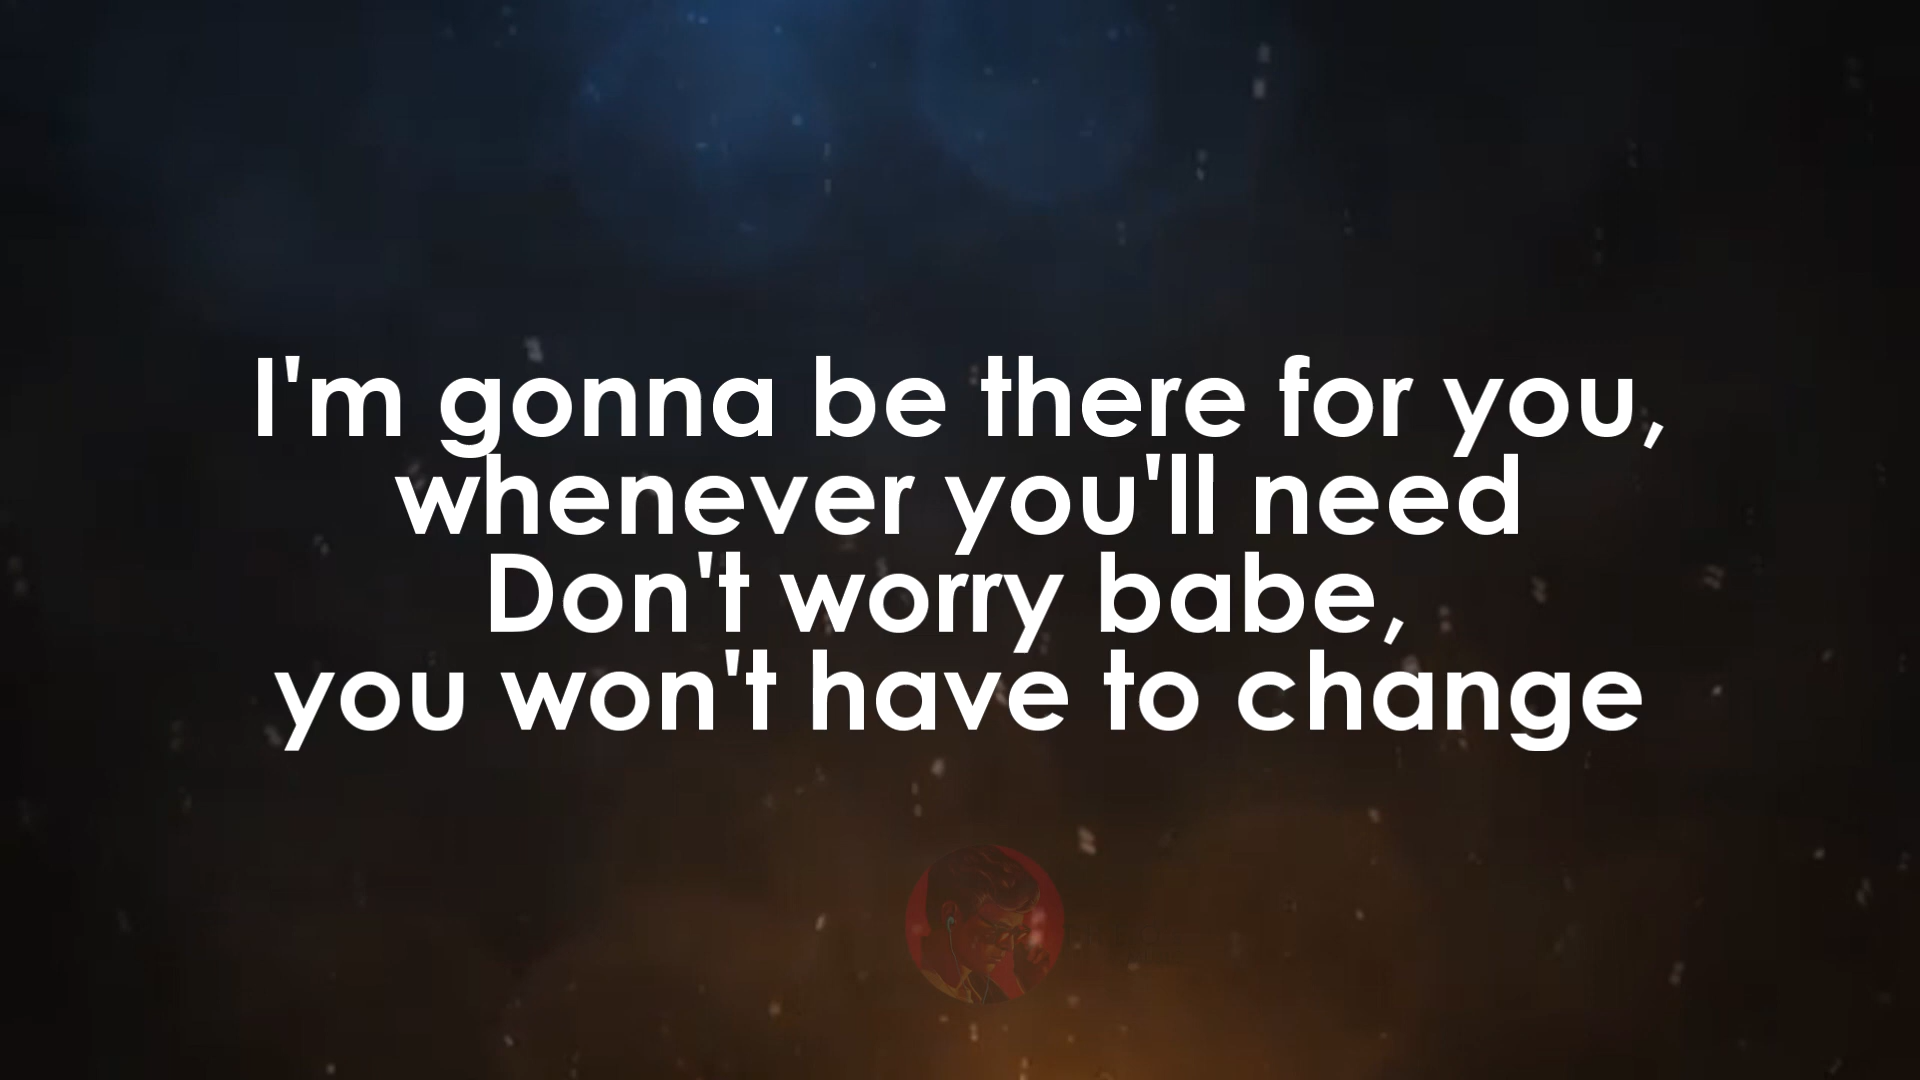 I'm gonna be there for you,
whenever you'll need
Don't worry babe,
you won't have to change